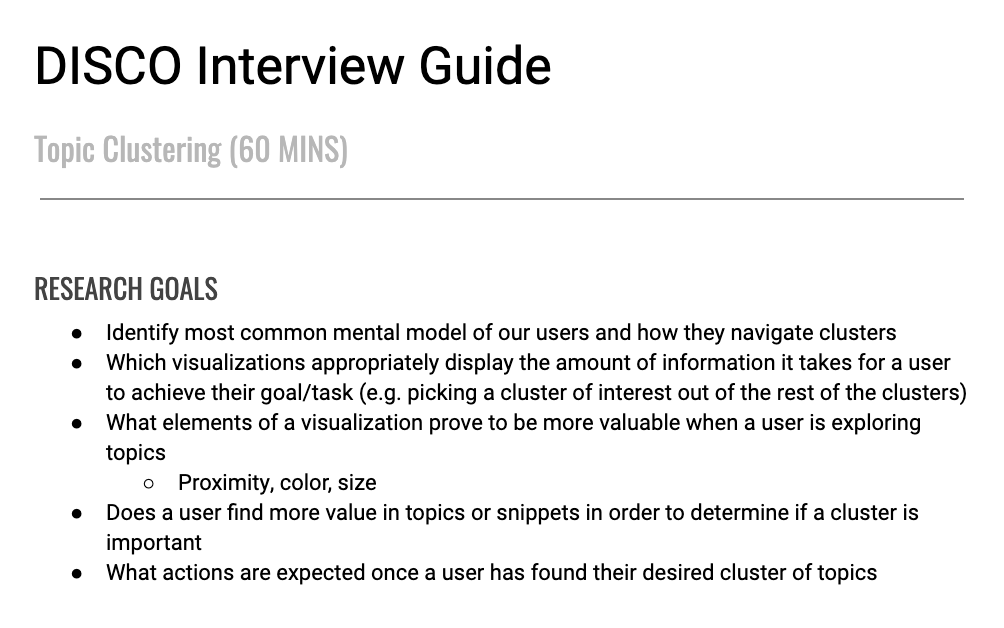 DISCO Interview Guide
Topic Clustering (60 MINS)
RESEARCH GOALS
● Identify most common mental model of our users and how they navigate clusters
● Which visualizations appropriately display the amount of information it takes for a user
to achieve their goal/task (e.g. picking a cluster of interest out of the rest of the clusters)
● What elements of a visualization prove to be more valuable when a user is exploring
topics
○ Proximity, color, size
● Does a user find more value in topics or snippets in order to determine if a cluster is
important
● What actions are expected once a user has found their desired cluster of topics